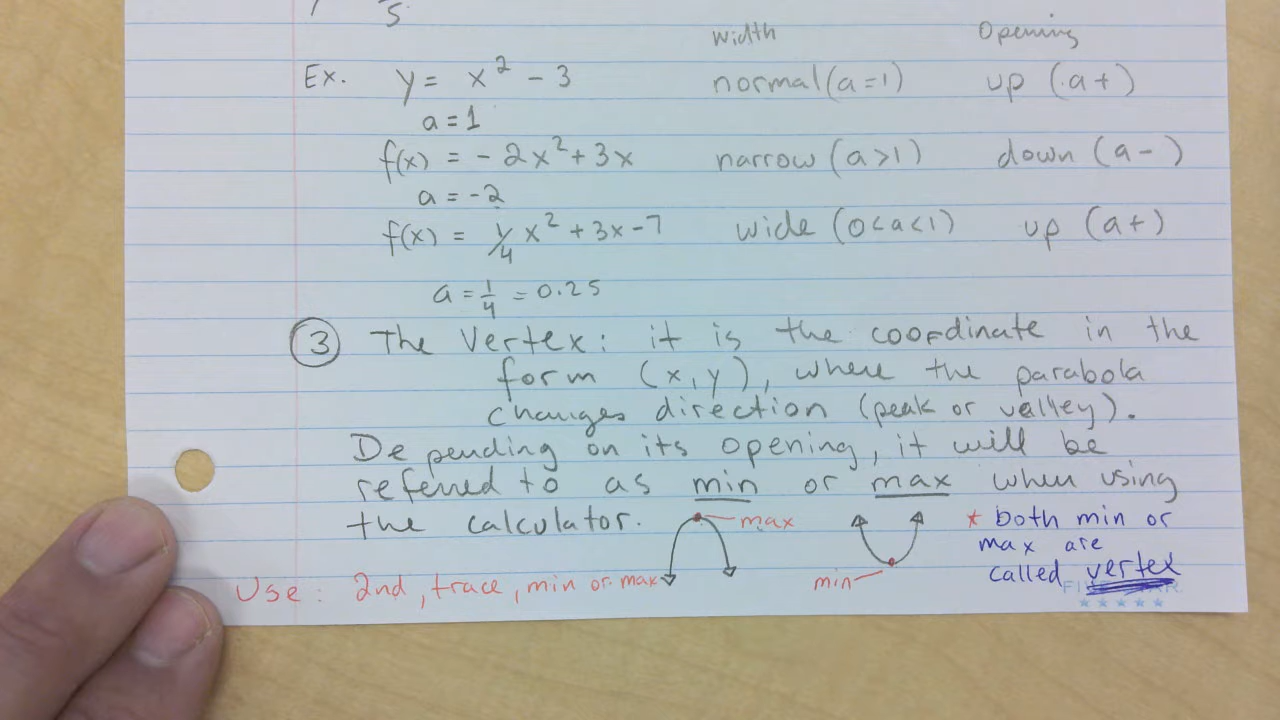 5
width Opening
Ex. y = x² - 3 normal (a=1) up (a+)
a = 1
f(x) = - 2x² + 3x narrow (a>1) down (a-)
a = -2
f(x) = 1/4 x² + 3x - 7 wide (0<a<1) up (a+)
a = 1/4 = 0.25
③ The Vertex: it is the coordinate in the
form (x,y), where the parabola
changes direction (peak or valley).
Depending on its opening, it will be
referred to as min or max when using
the calculator.
max
min
* both min or
max are
called vertex
Use: 2nd, trace, min or max